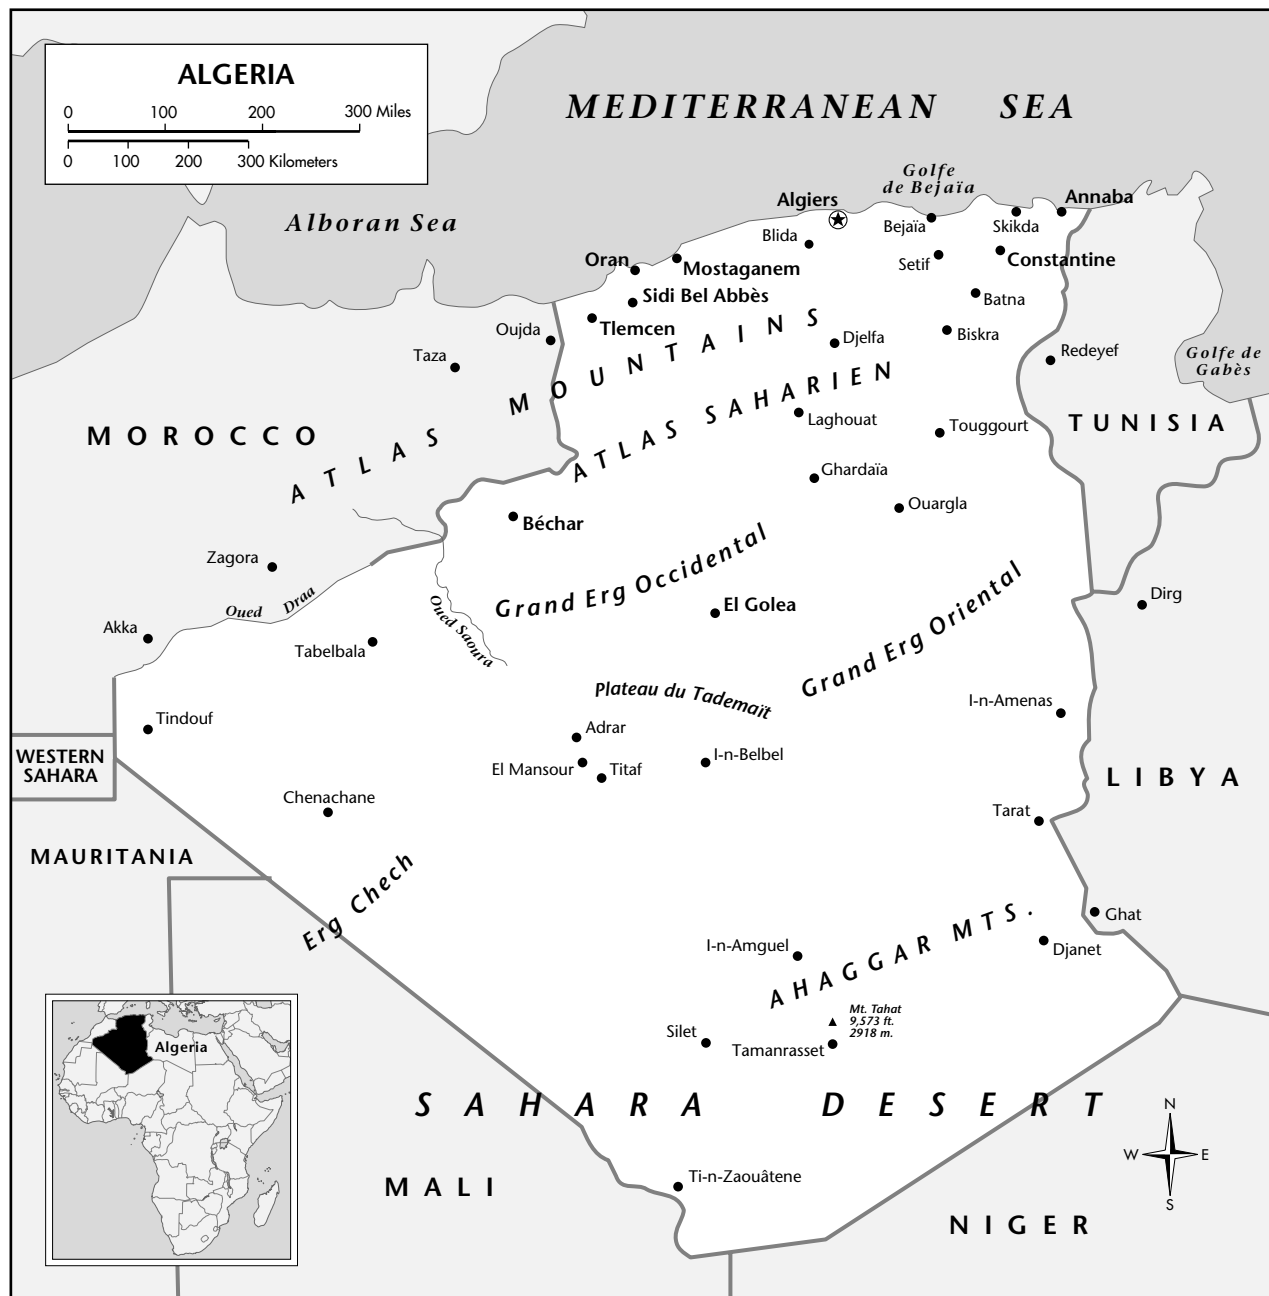 ALGERIA
0 100 200 300 Miles
0 100 200 300 Kilometers
MEDITERRANEAN SEA
Alboran Sea
Golfe
de Bejaïa
Algiers
Annaba
Bejaïa
Skikda
Blida
Setif
Constantine
Oran
Mostaganem
Sidi Bel Abbès
Batna
Tlemcen
Oujda
Djelfa
Biskra
Redeyef
Golfe de
Gabès
Taza
ATLAS MOUNTAINS
ATLAS SAHARIEN
MOROCCO
Laghouat
Touggourt
TUNISIA
Ghardaïa
Ouargla
Béchar
Zagora
Grand Erg Occidental
Oued Draa
Oued Saoura
El Golea
Grand Erg Oriental
Dirg
Akka
Tabelbala
Plateau du Tademaït
I-n-Amenas
Tindouf
Adrar
WESTERN
SAHARA
El Mansour
Titaf
I-n-Belbel
LIBYA
Chenachane
Tarat
MAURITANIA
Erg Chech
Ghat
I-n-Amguel
AHAGGAR MTS.
Djanet
Mt. Tahat
9,573 ft.
2918 m.
Silet
Tamanrasset
Algeria
SAHARA DESERT
N
W E
S
Ti-n-Zaouâtene
MALI
NIGER